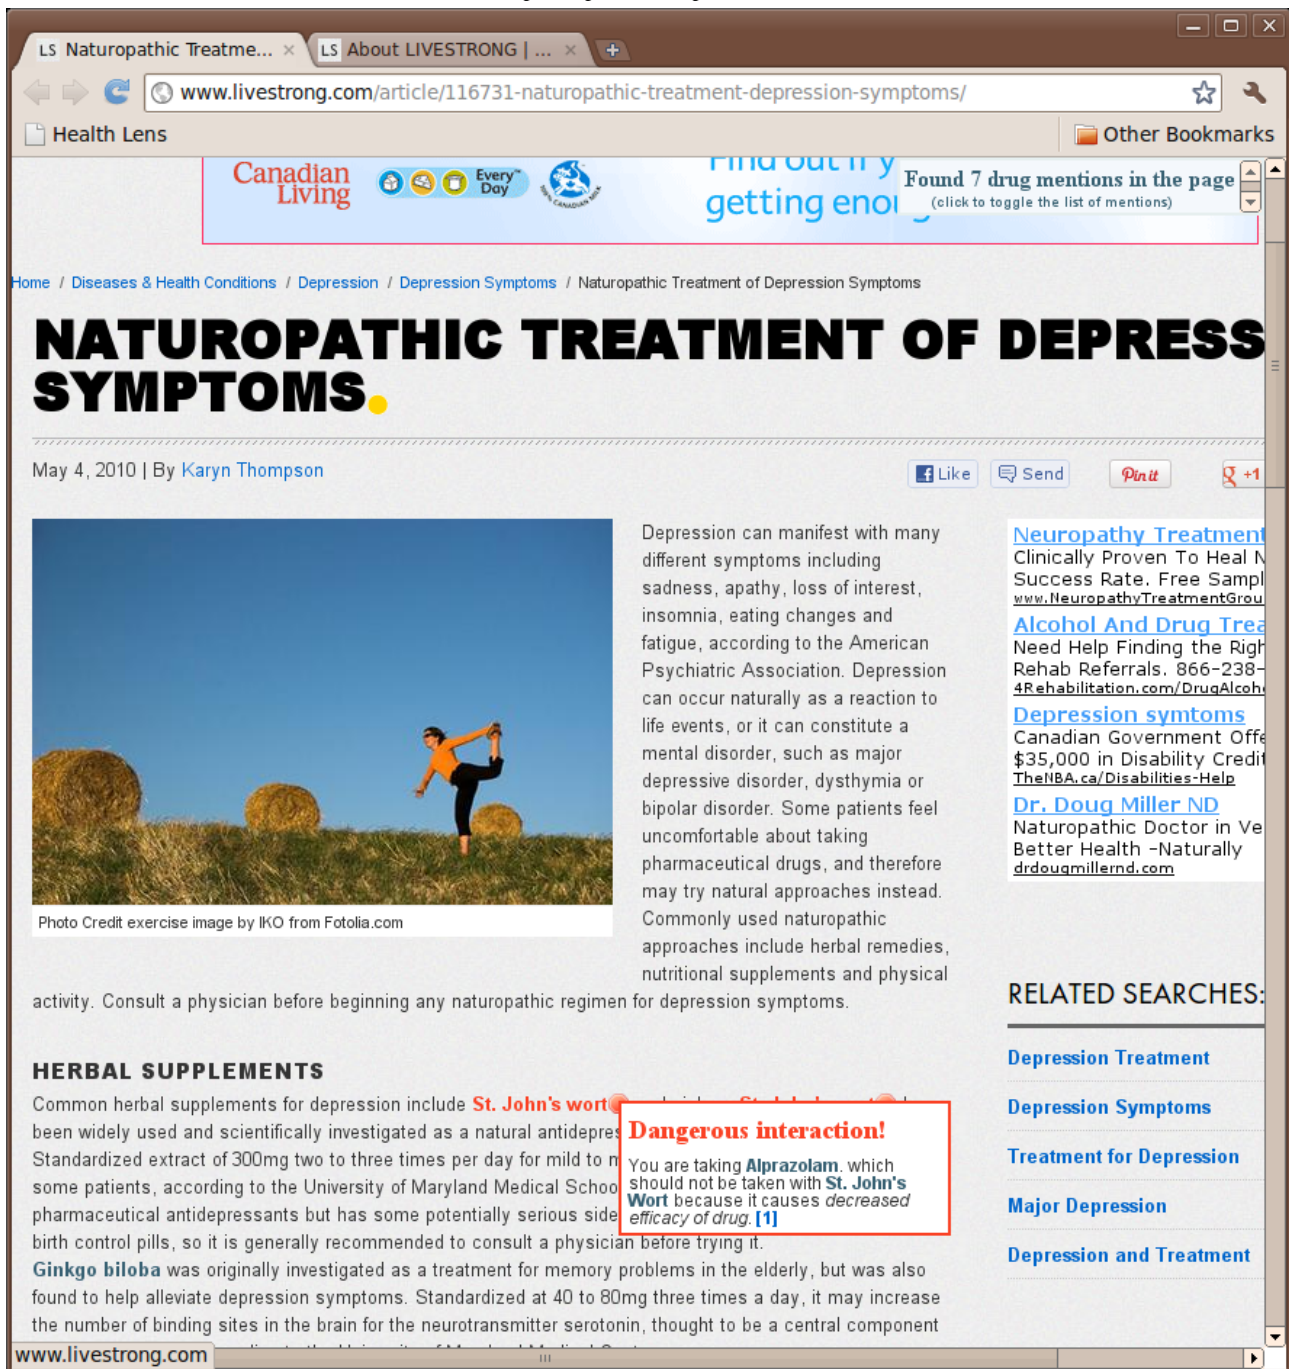 LS Naturopathic Treatme... ×
LS About LIVESTRONG | ... ×
www.livestrong.com/article/116731-naturopathic-treatment-depression-symptoms/
Health Lens
Other Bookmarks
Canadian
Living
Every™
Day
100% CANADIAN MILK
Find out if y
getting enou
Found 7 drug mentions in the page
(click to toggle the list of mentions)
Home / Diseases & Health Conditions / Depression / Depression Symptoms / Naturopathic Treatment of Depression Symptoms
NATUROPATHIC TREATMENT OF DEPRESS
SYMPTOMS.
May 4, 2010 | By Karyn Thompson
Like
Send
Pin it
g +1
Depression can manifest with many
different symptoms including
sadness, apathy, loss of interest,
insomnia, eating changes and
fatigue, according to the American
Psychiatric Association. Depression
can occur naturally as a reaction to
life events, or it can constitute a
mental disorder, such as major
depressive disorder, dysthymia or
bipolar disorder. Some patients feel
uncomfortable about taking
pharmaceutical drugs, and therefore
may try natural approaches instead.
Commonly used naturopathic
approaches include herbal remedies,
nutritional supplements and physical
activity. Consult a physician before beginning any naturopathic regimen for depression symptoms.
Photo Credit exercise image by IKO from Fotolia.com
Neuropathy Treatment
Clinically Proven To Heal N
Success Rate. Free Sampl
www.NeuropathyTreatmentGrou
Alcohol And Drug Trea
Need Help Finding the Righ
Rehab Referrals. 866-238-
4Rehabilitation.com/DrugAlcoh
Depression symtoms
Canadian Government Offe
$35,000 in Disability Credit
TheNBA.ca/Disabilities-Help
Dr. Doug Miller ND
Naturopathic Doctor in Ve
Better Health -Naturally
drdougmillernd.com
RELATED SEARCHES:
Depression Treatment
Depression Symptoms
Treatment for Depression
Major Depression
Depression and Treatment
HERBAL SUPPLEMENTS
Common herbal supplements for depression include St. John's wort
been widely used and scientifically investigated as a natural antidepres
Standardized extract of 300mg two to three times per day for mild to m
some patients, according to the University of Maryland Medical Schoo
pharmaceutical antidepressants but has some potentially serious side
birth control pills, so it is generally recommended to consult a physician before trying it.
Dangerous interaction!
You are taking Alprazolam. which
should not be taken with St. John's
Wort because it causes decreased
efficacy of drug. [1]
Ginkgo biloba was originally investigated as a treatment for memory problems in the elderly, but was also
found to help alleviate depression symptoms. Standardized at 40 to 80mg three times a day, it may increase
the number of binding sites in the brain for the neurotransmitter serotonin, thought to be a central component
www.livestrong.com